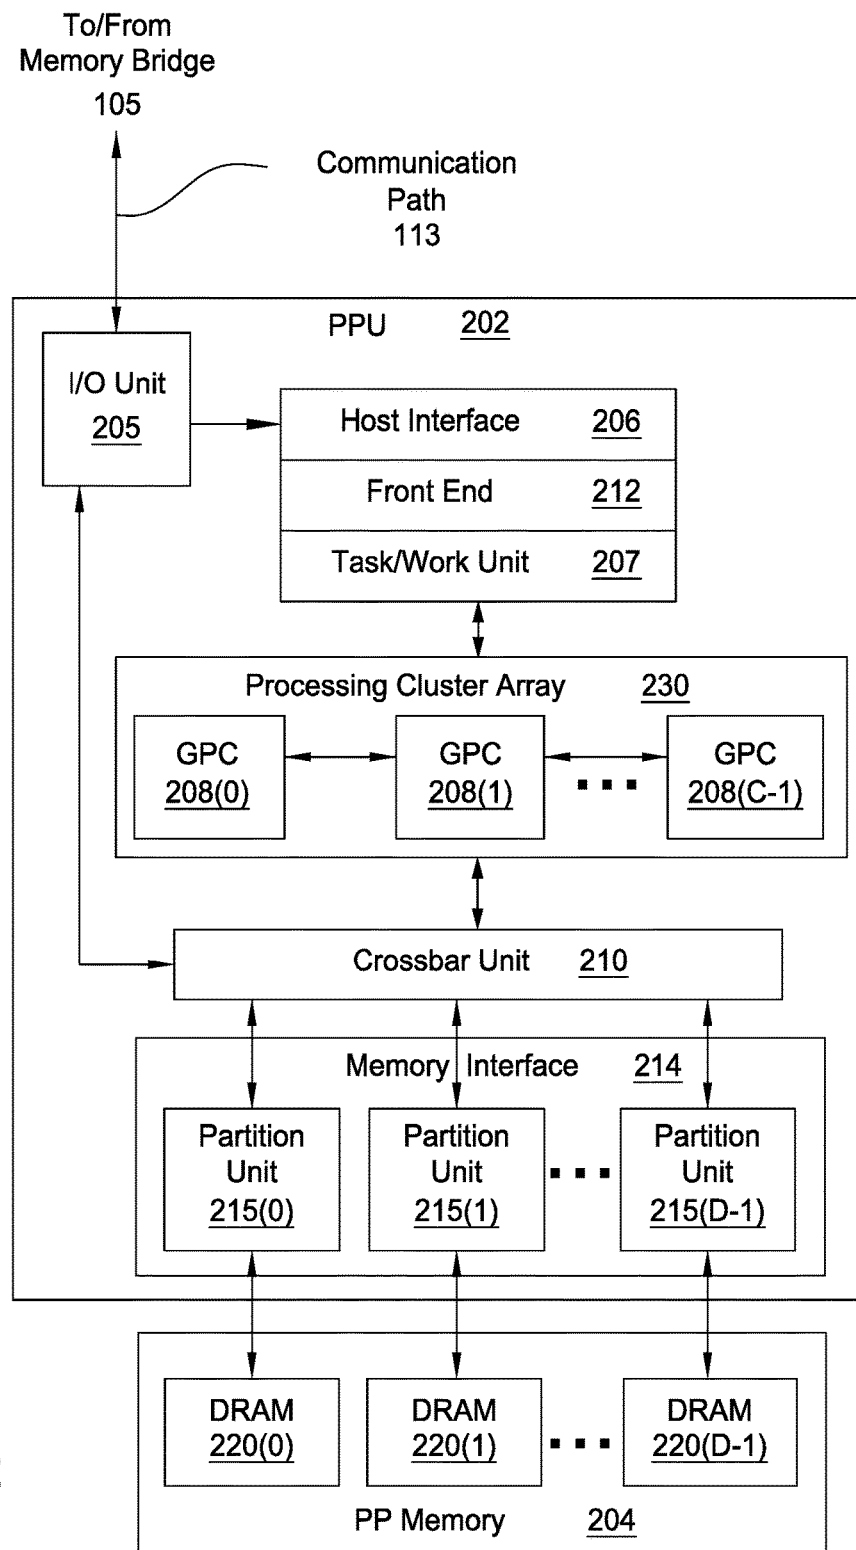 To/From
Memory Bridge
105
Communication
Path
113
PPU 202
I/O Unit
205
Host Interface 206
Front End 212
Task/Work Unit 207
Processing Cluster Array 230
GPC GPC GPC
208(0) 208(1) 208(C-1)
Crossbar Unit 210
Memory Interface 214
Partition Partition Partition
Unit Unit Unit
215(0) 215(1) 215(D-1)
DRAM DRAM DRAM
220(0) 220(1) 220(D-1)
PP Memory 204